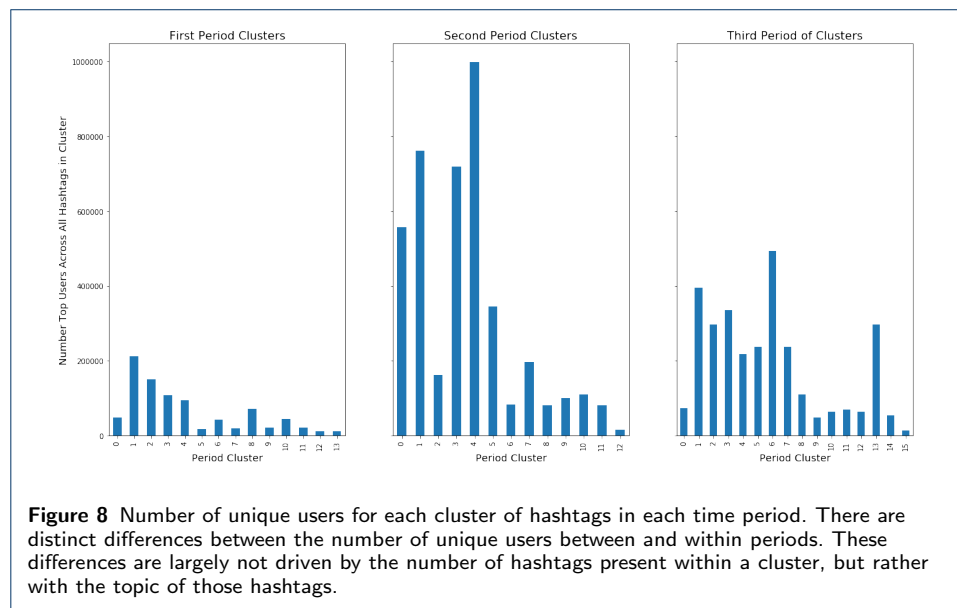 First Period Clusters
Second Period Clusters
Third Period of Clusters
Number Top Users Across All Hashtags in Cluster
1000000
800000
600000
400000
200000
0
0 1 2 3 4 5 6 7 8 9 10 11 12 13
0 1 2 3 4 5 6 7 8 9 10 11 12
0 1 2 3 4 5 6 7 8 9 10 11 12 13 14 15
Period Cluster
Period Cluster
Period Cluster
Figure 8 Number of unique users for each cluster of hashtags in each time period. There are
distinct differences between the number of unique users between and within periods. These
differences are largely not driven by the number of hashtags present within a cluster, but rather
with the topic of those hashtags.